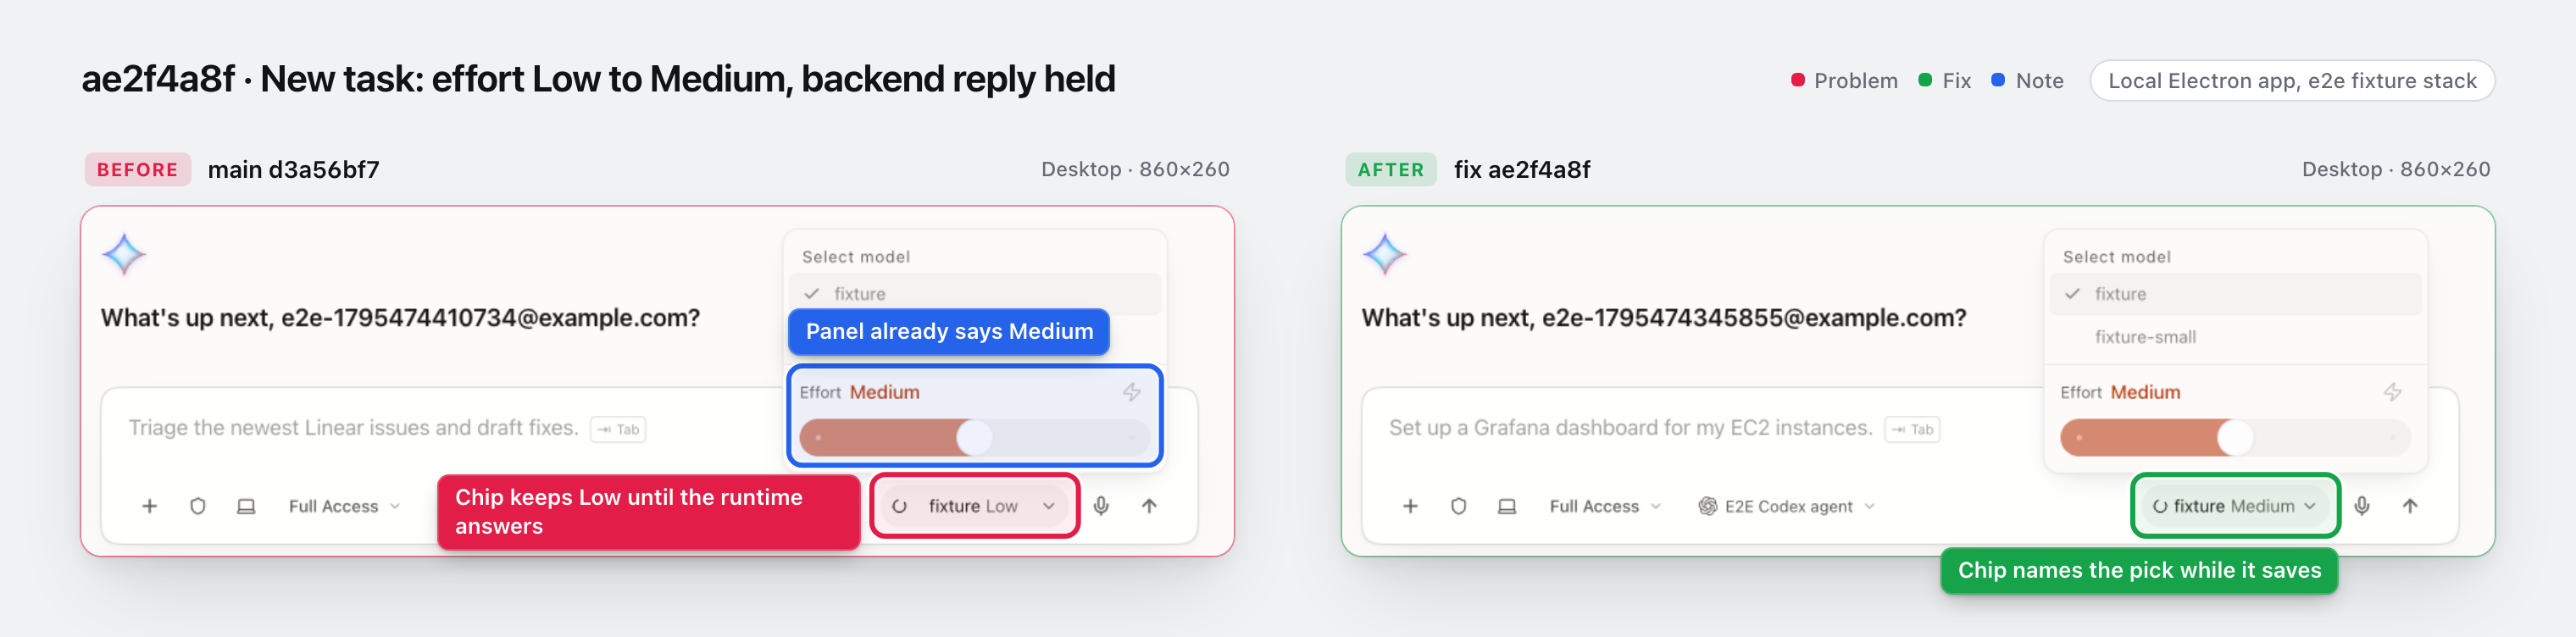 ae2f4a8f · New task: effort Low to Medium, backend reply held
Problem
Fix
Note
Local Electron app, e2e fixture stack
BEFORE
main d3a56bf7
Desktop · 860×260
Select model
fixture
What's up next, e2e-1795474410734@example.com?
Panel already says Medium
Effort Medium
Triage the newest Linear issues and draft fixes.
Tab
Full Access
Chip keeps Low until the runtime
answers
fixture Low
AFTER
fix ae2f4a8f
Desktop · 860×260
Select model
fixture
What's up next, e2e-1795474345855@example.com?
fixture-small
Effort Medium
Set up a Grafana dashboard for my EC2 instances.
Tab
Full Access
E2E Codex agent
fixture Medium
Chip names the pick while it saves